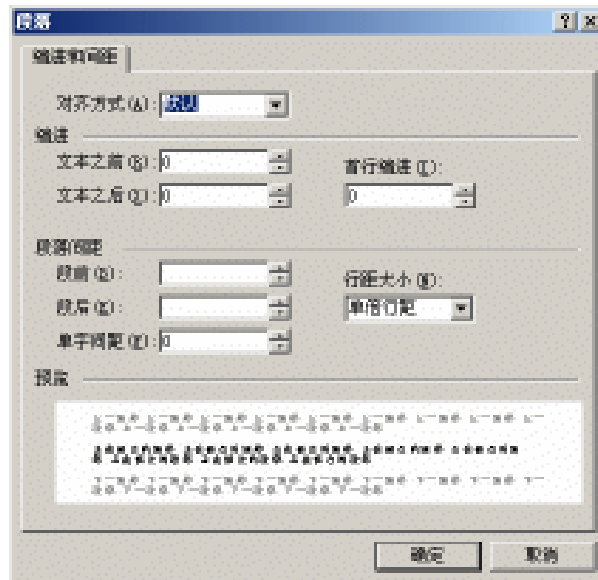 段落
缩进和间距
对齐方式(A): 默认
缩进
文本之前(R): 0
首行缩进(I):
文本之后(X): 0
0
段落间距
段前(B):
行距大小(N):
段后(E):
单倍行距
单字间距(F): 0
预览
确定 取消